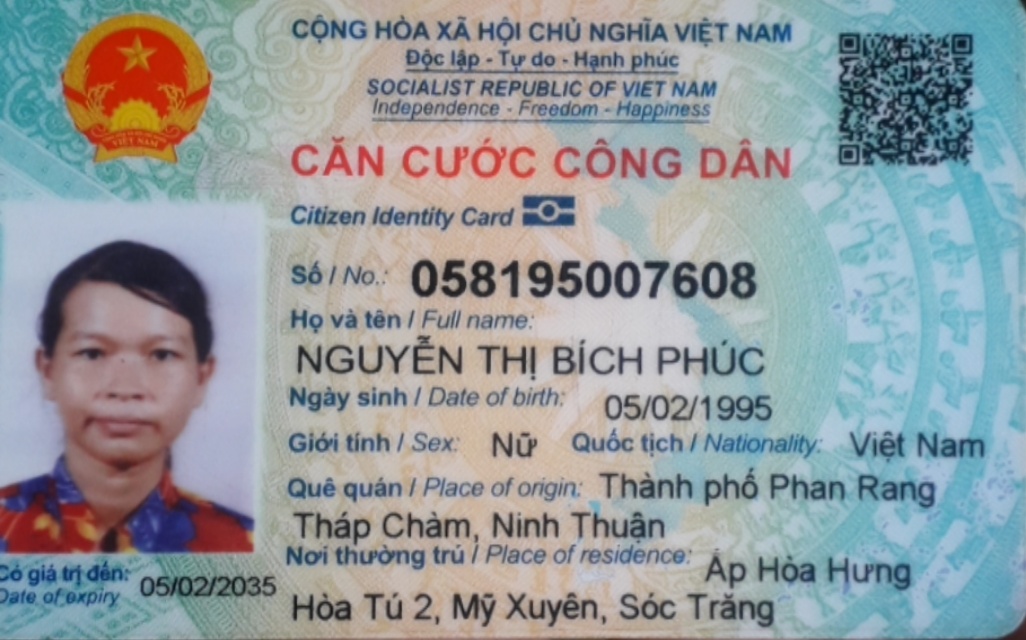 CỘNG HÒA XÃ HỘI CHỦ NGHĨA VIỆT NAM
Độc lập - Tự do - Hạnh phúc
SOCIALIST REPUBLIC OF VIET NAM
Independence - Freedom - Happiness
CĂN CƯỚC CÔNG DÂN
Citizen Identity Card
Số / No.: 058195007608
Họ và tên / Full name:
NGUYỄN THỊ BÍCH PHÚC
Ngày sinh / Date of birth: 05/02/1995
Giới tính / Sex: Nữ Quốc tịch / Nationality: Việt Nam
Quê quán / Place of origin: Thành phố Phan Rang
Tháp Chàm, Ninh Thuận
Nơi thường trú / Place of residence: Ấp Hòa Hưng
Hòa Tú 2, Mỹ Xuyên, Sóc Trăng
Có giá trị đến: 05/02/2035
Date of expiry
VIỆT NAM